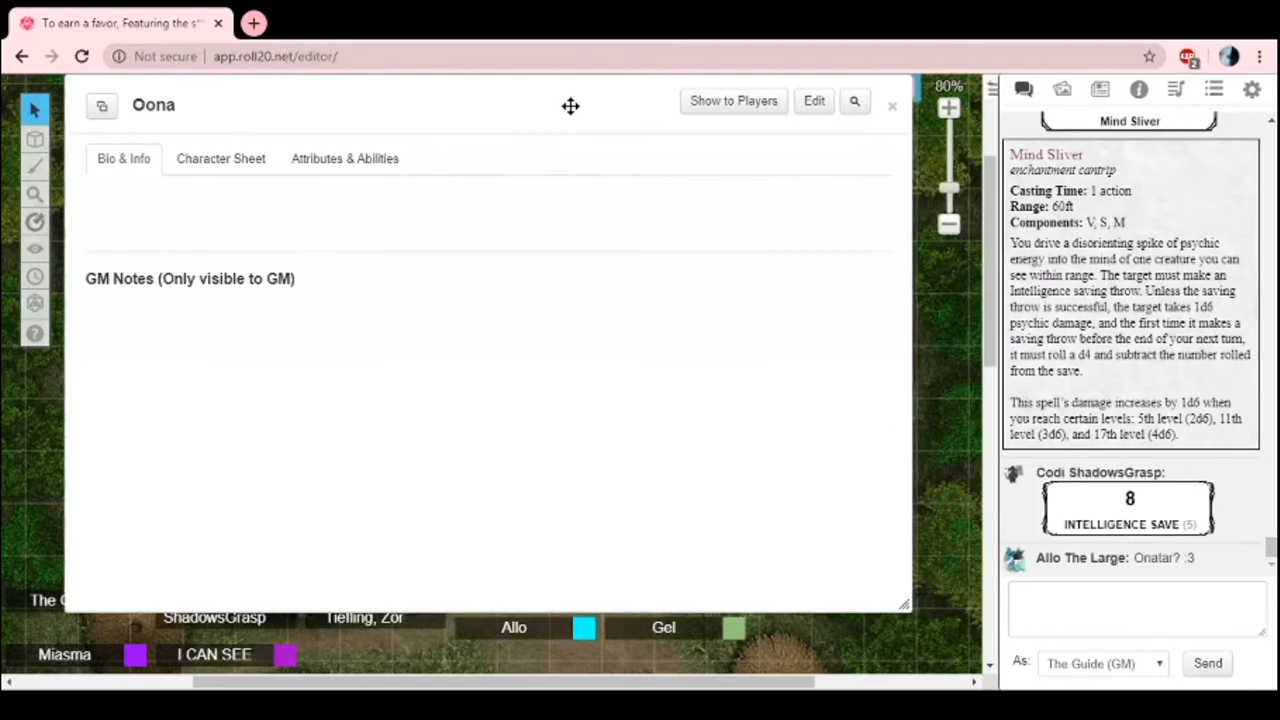 To earn a favor, Featuring the s
Not secure
app.roll20.net/editor/
2
Oona
Show to Players
Edit
80%
Bio & Info
Character Sheet
Attributes & Abilities
GM Notes (Only visible to GM)
Mind Sliver
Mind Sliver
enchantment cantrip
Casting Time: 1 action
Range: 60ft
Components: V, S, M
You drive a disorienting spike of psychic
energy into the mind of one creature you can
see within range. The target must make an
Intelligence saving throw. Unless the saving
throw is successful, the target takes 1d6
psychic damage, and the first time it makes a
saving throw before the end of your next turn,
it must roll a d4 and subtract the number rolled
from the save.
This spell's damage increases by 1d6 when
you reach certain levels: 5th level (2d6), 11th
level (3d6), and 17th level (4d6).
Codi ShadowsGrasp:
8
INTELLIGENCE SAVE (5)
Allo The Large: Onatar? .3
As:
The Guide (GM)
Send
The
ShadowsGrasp
Tiefling, Zor
Allo
Gel
Miasma
I CAN SEE